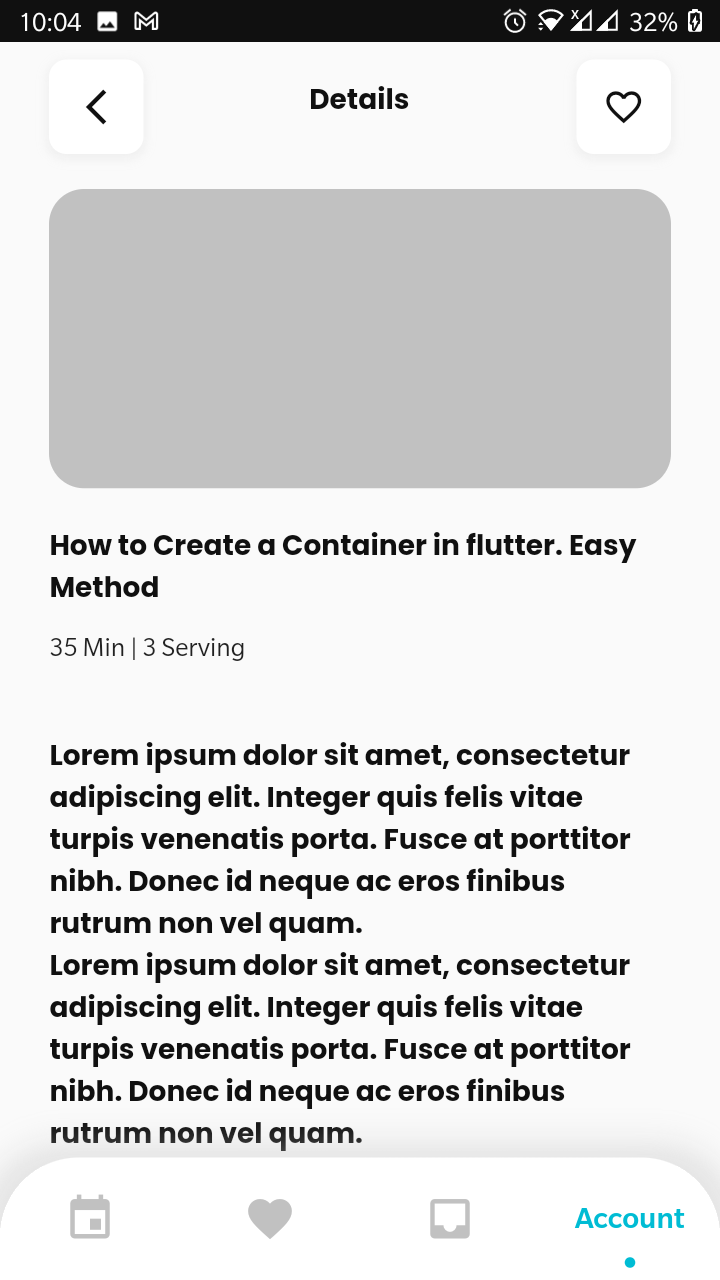 10:04 32%
Details
How to Create a Container in flutter. Easy
Method
35 Min | 3 Serving
Lorem ipsum dolor sit amet, consectetur
adipiscing elit. Integer quis felis vitae
turpis venenatis porta. Fusce at porttitor
nibh. Donec id neque ac eros finibus
rutrum non vel quam.
Lorem ipsum dolor sit amet, consectetur
adipiscing elit. Integer quis felis vitae
turpis venenatis porta. Fusce at porttitor
nibh. Donec id neque ac eros finibus
rutrum non vel quam.
Account